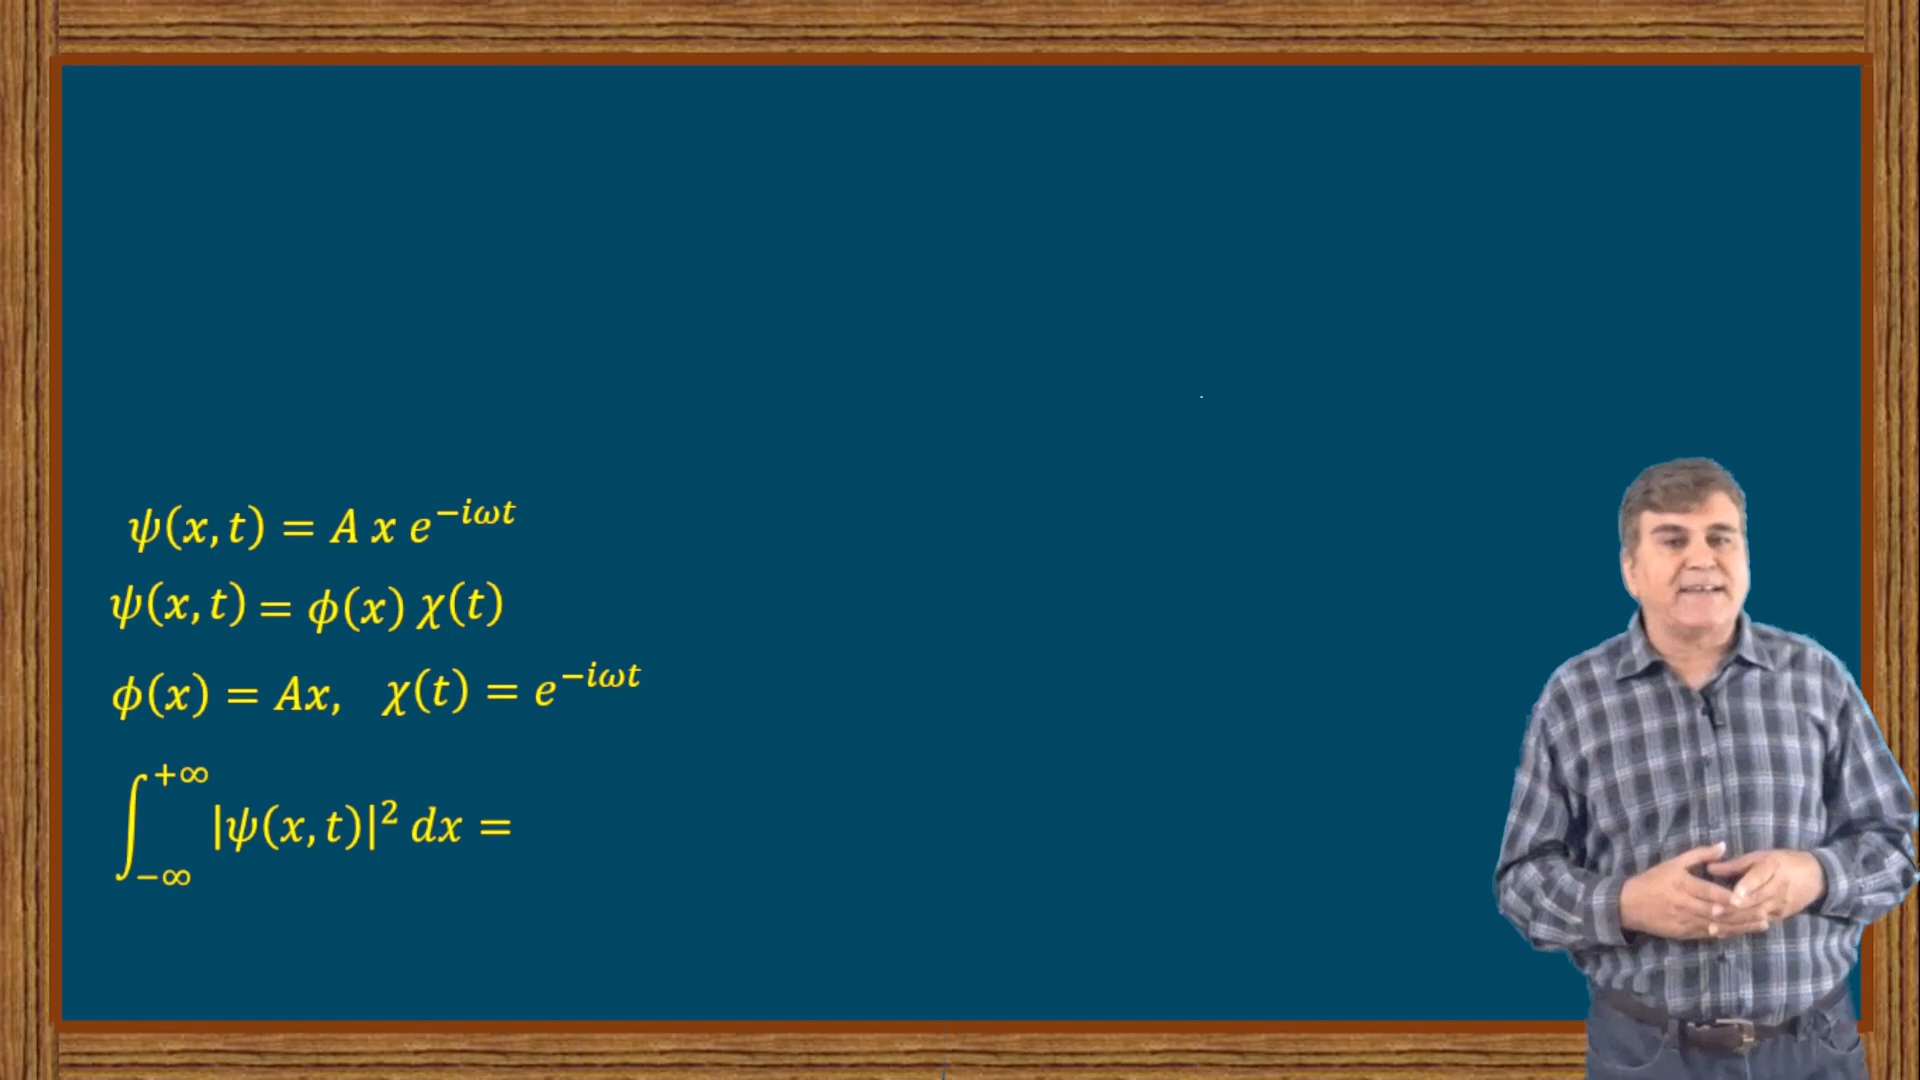 ψ(x, t) = A x e^{−iωt}
ψ(x, t) = ϕ(x) χ(t)
ϕ(x) = Ax, χ(t) = e^{−iωt}
∫_{−∞}^{+∞} |ψ(x, t)|² dx =